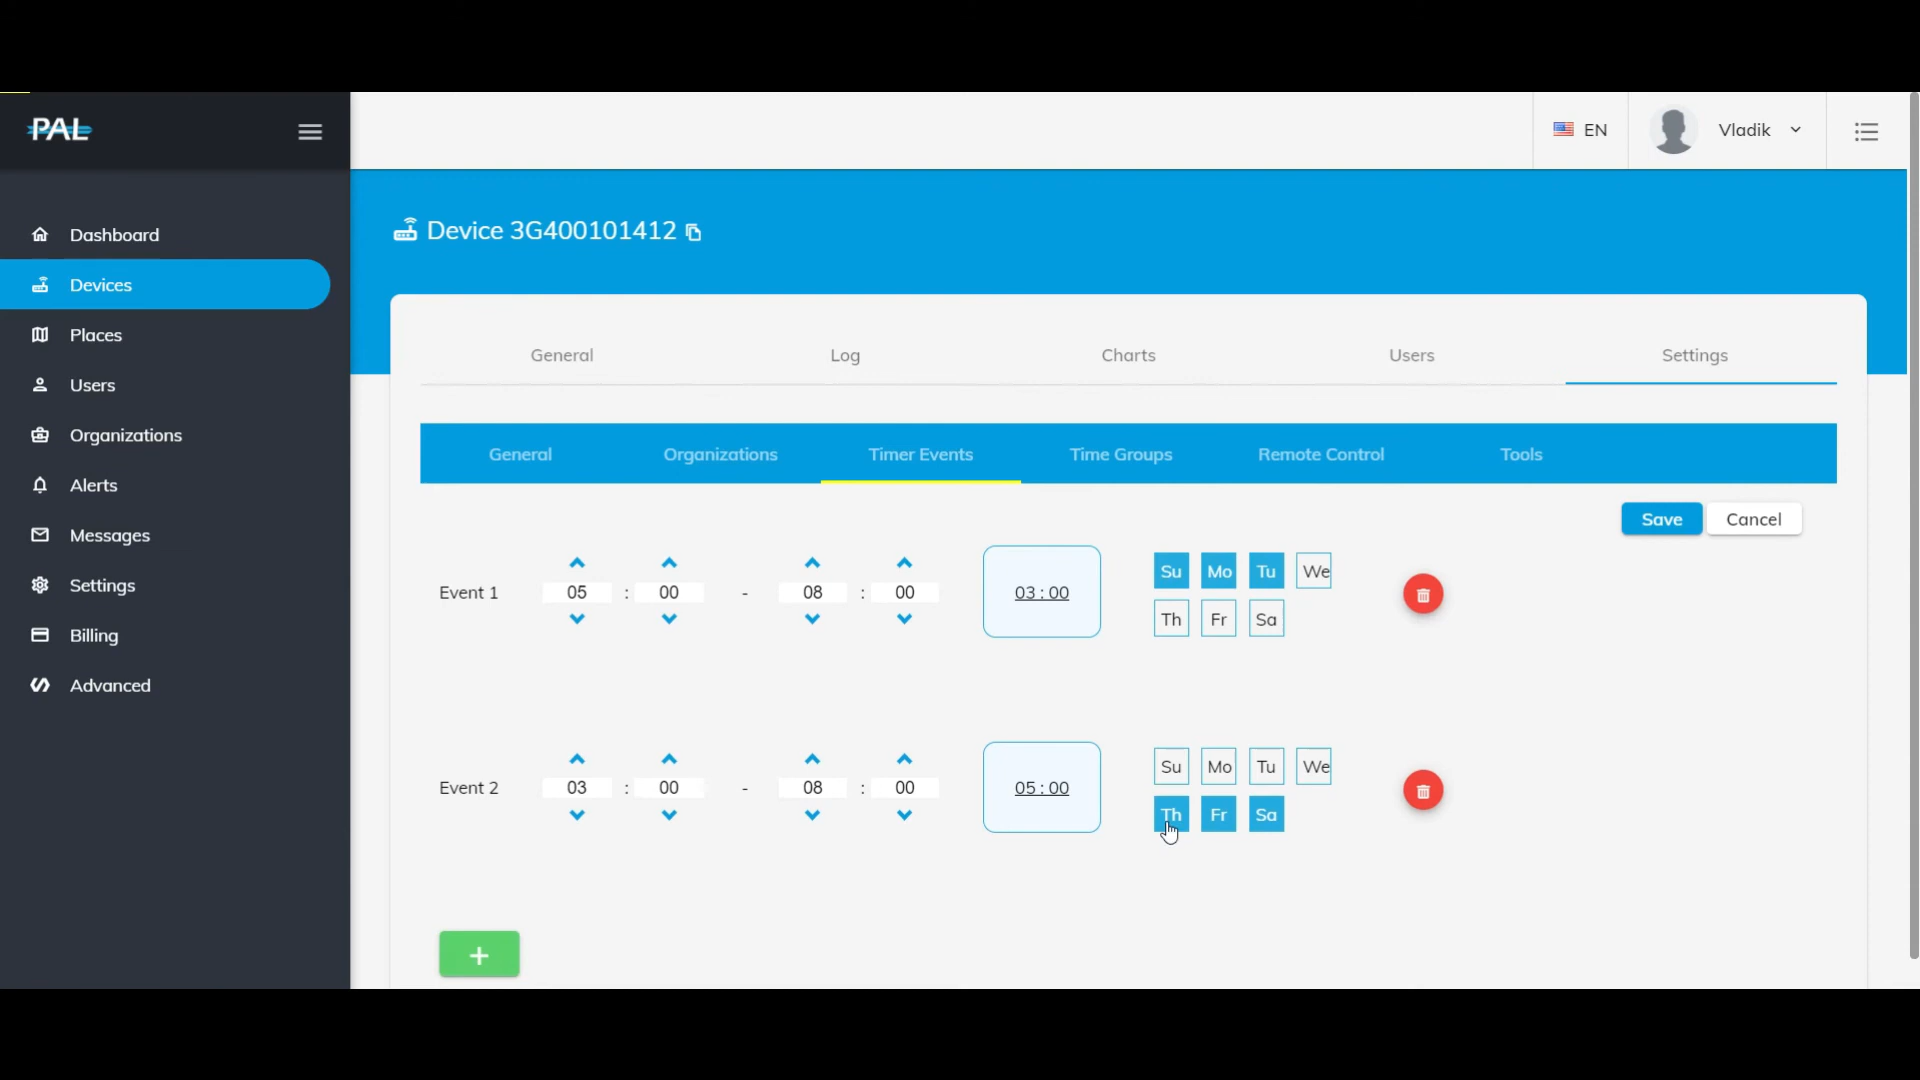 PAL
EN
Vladik
Dashboard
Devices
Places
Users
Organizations
Alerts
Messages
Settings
Billing
Advanced
Device 3G400101412
General Log Charts Users Settings
General Organizations Timer Events Time Groups Remote Control Tools
Save Cancel
Event 1 05 : 00 - 08 : 00 03 : 00
Su Mo Tu We
Th Fr Sa
Event 2 03 : 00 - 08 : 00 05 : 00
Su Mo Tu We
Th Fr Sa
+